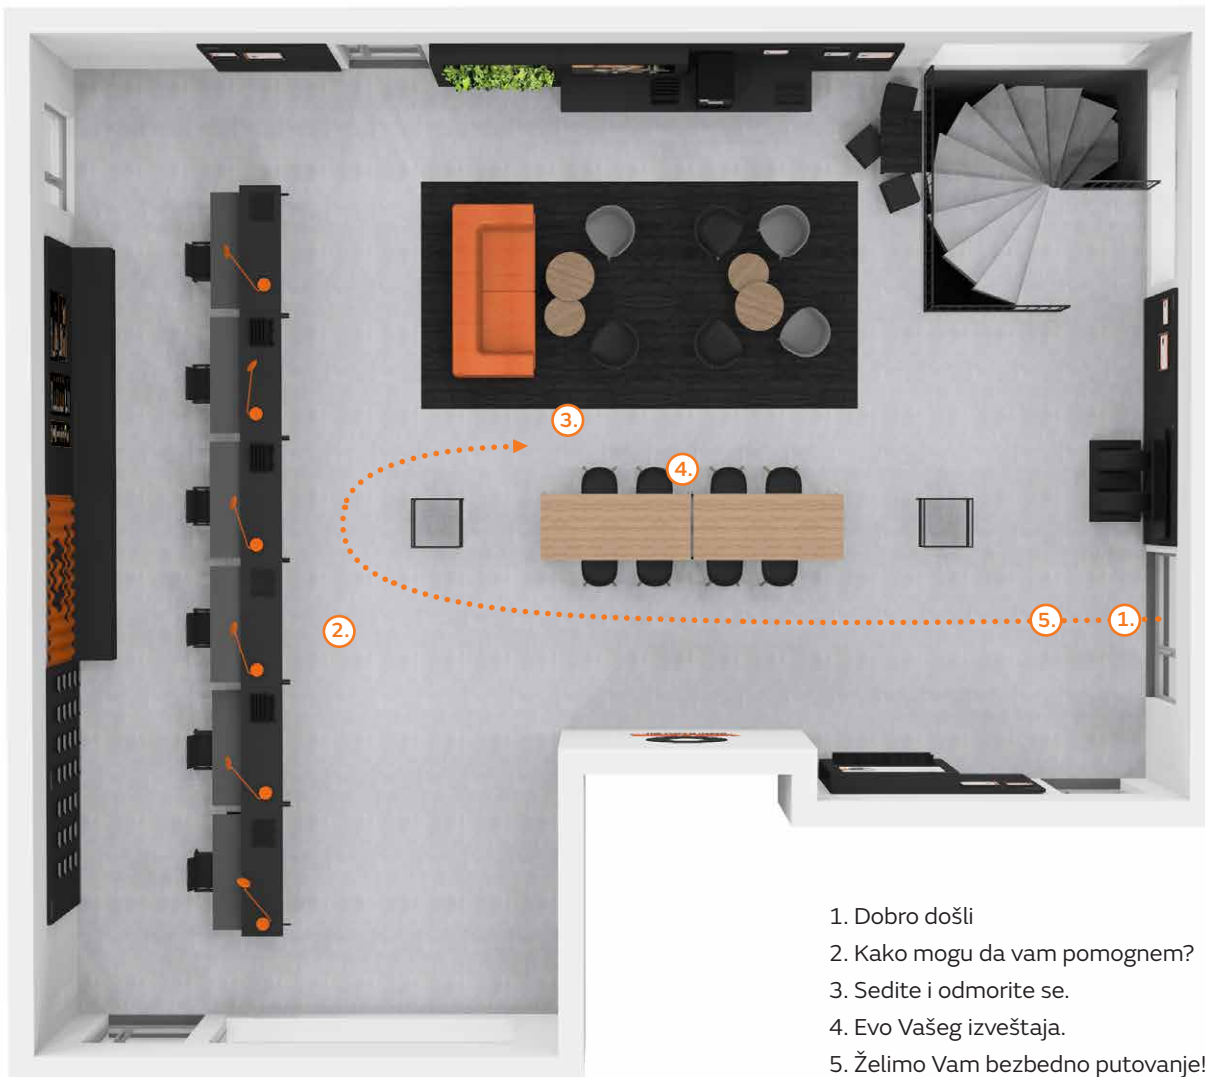 3.
4.
2.
5.
1.
1. Dobro došli
2. Kako mogu da vam pomognem?
3. Sedite i odmorite se.
4. Evo Vašeg izveštaja.
5. Želimo Vam bezbedno putovanje!